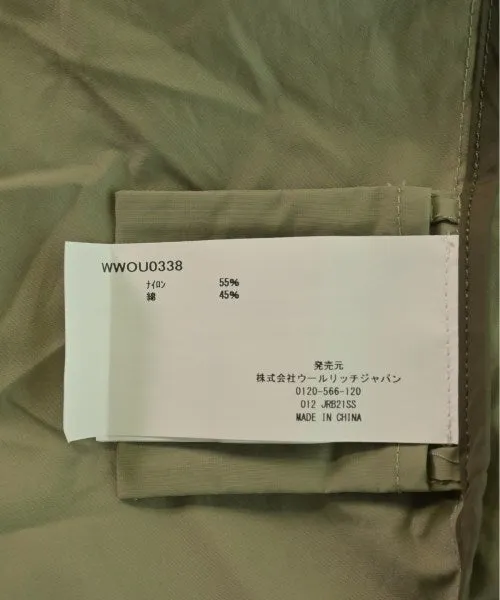 WWOU0338
ﾅｲﾛﾝ 55%
綿 45%
発売元
株式会社ウールリッチジャパン
0120-566-120
012 JRB21SS
MADE IN CHINA